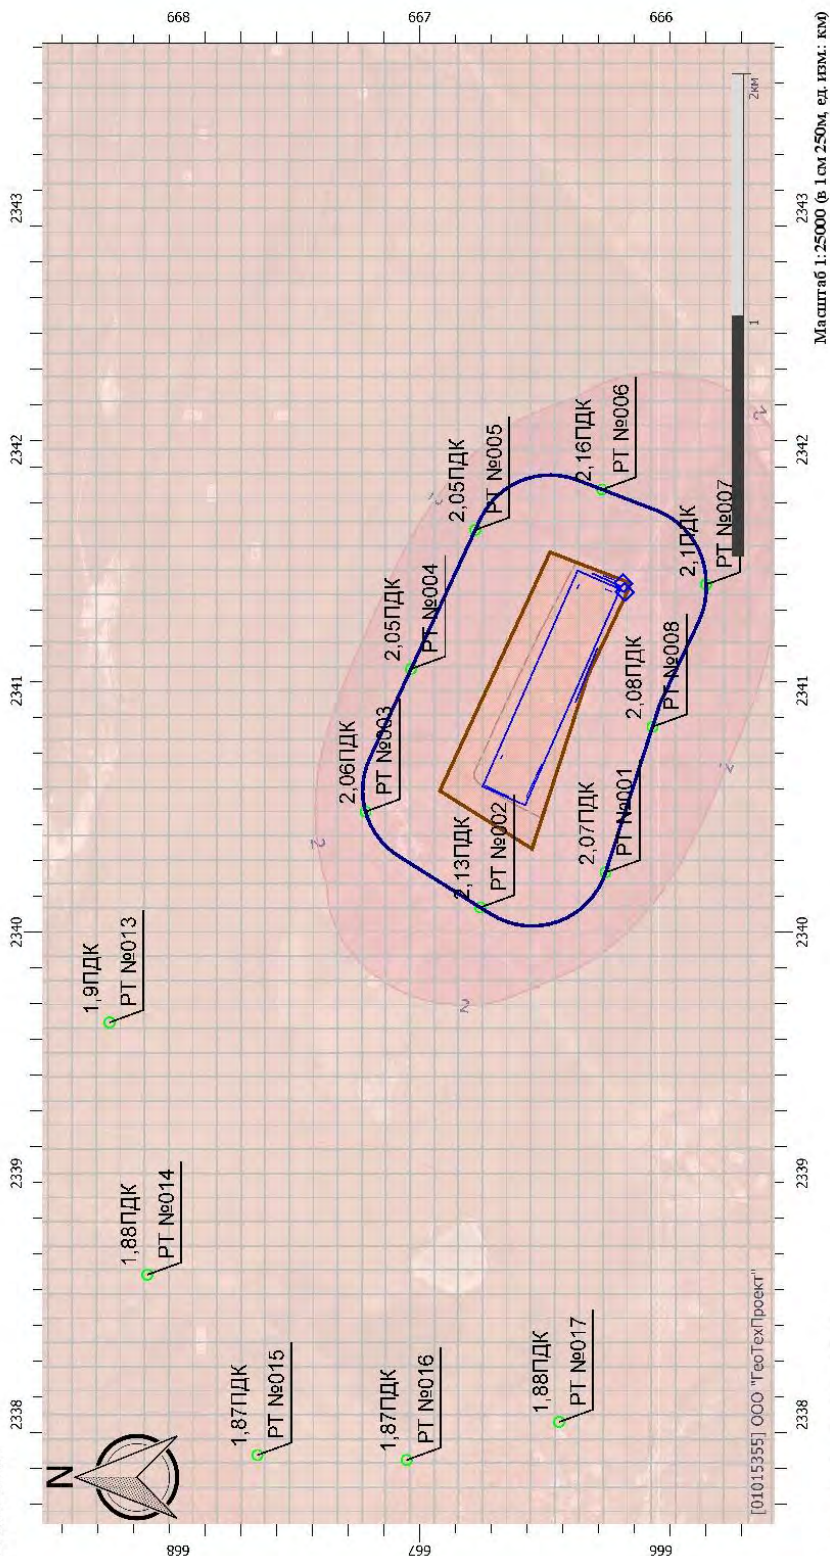 668
667
666
2343
2342
2341
2340
2339
2338
2343
2342
2341
2340
2339
2338
668
667
666
N
1,9ПДК
РТ №013
1,88ПДК
РТ №014
1,87ПДК
РТ №015
1,87ПДК
РТ №016
1,88ПДК
РТ №017
2,06ПДК
РТ №003
2,05ПДК
РТ №004
2,05ПДК
РТ №005
2,16ПДК
РТ №006
2,1ПДК
РТ №007
2,08ПДК
РТ №008
2,07ПДК
РТ №001
2,13ПДК
РТ №002
2
2
2
2
2
1
2км
[01015355] ООО "ГеоТехПроект"
Масштаб 1:25000 (в 1см 250м, ед. изм.: км)